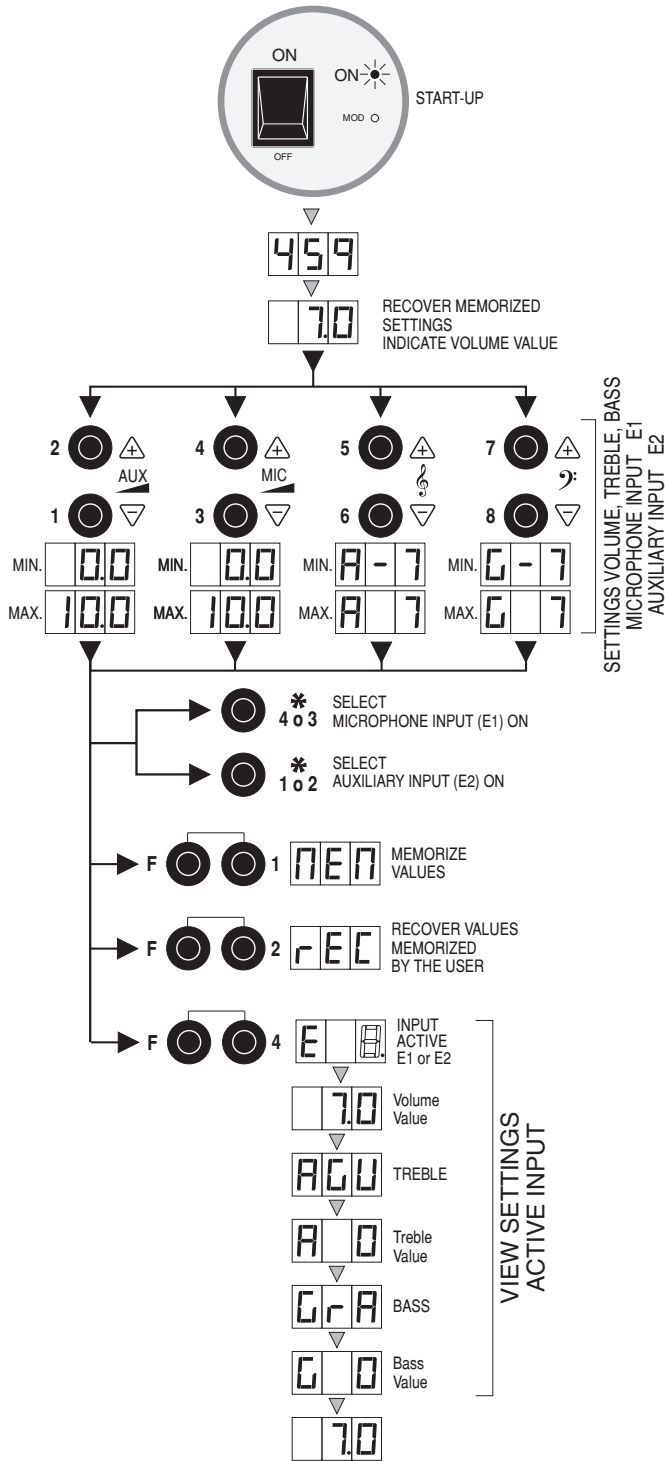 ON
ON
START-UP
MOD
OFF
459
7.0
RECOVER MEMORIZED
SETTINGS
INDICATE VOLUME VALUE
2 + 4 + 5 + 7 +
AUX MIC
1 − 3 − 6 − 8 −
MIN. 0.0 MIN. 0.0 MIN. A-7 MIN. G-7
MAX. 10.0 MAX. 10.0 MAX. A 7 MAX. G 7
SETTINGS VOLUME, TREBLE, BASS
MICROPHONE INPUT E1
AUXILIARY INPUT E2
* SELECT
4 o 3 MICROPHONE INPUT (E1) ON
* SELECT
1 o 2 AUXILIARY INPUT (E2) ON
F 1 MEM MEMORIZE
VALUES
F 2 rEC RECOVER VALUES
MEMORIZED
BY THE USER
F 4 E 8. INPUT
ACTIVE
E1 or E2
7.0 Volume
Value
AGU TREBLE
A 0 Treble
Value
GrA BASS
G 0 Bass
Value
7.0
VIEW SETTINGS
ACTIVE INPUT